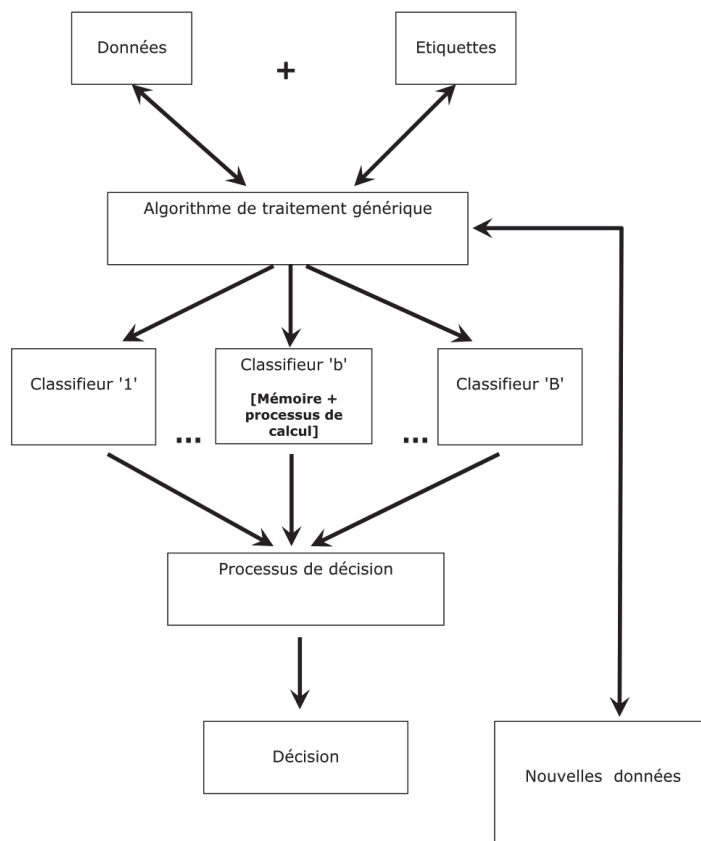 Données
+
Etiquettes
Algorithme de traitement générique
Classifieur '1'
...
Classifieur 'b'
[Mémoire +
processus de
calcul]
...
Classifieur 'B'
Processus de décision
Décision
Nouvelles données